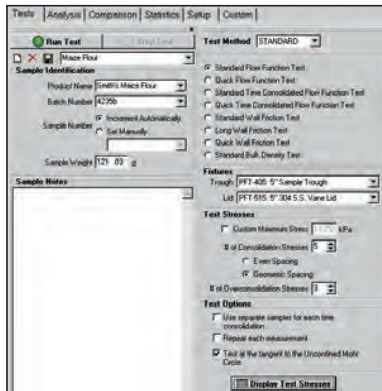 Tests Analysis Comparison Statistics Setup Custom
Run Test
Maize Flour
Sample Identification
Product Name Smith's Maize Flour
Batch Number A235b
Sample Number
Increment Automatically
Set Manually
Sample Weight 121 .03 g
Sample Notes
Test Method STANDARD
Standard Flow Function Test
Quick Flow Function Test
Standard Time Consolidated Flow Function Test
Quick Time Consolidated Flow Function Test
Standard Wall Friction Test
Long Wall Friction Test
Quick Wall Friction Test
Standard Bulk Density Test
Fixtures
Trough PFT-405: 5" Sample Trough
Lid PFT-515: 5" 304 S.S. Vane Lid
Test Stresses
Custom Maximum Stress kPa
# of Consolidation Stresses 5
Even Spacing
Geometric Spacing
# of Overconsolidation Stresses 3
Test Options
Use separate samples for each time
consolidation
Repeat each measurement
Test at the tangent to the Unconfined Mohr
Circle
Display Test Stresses